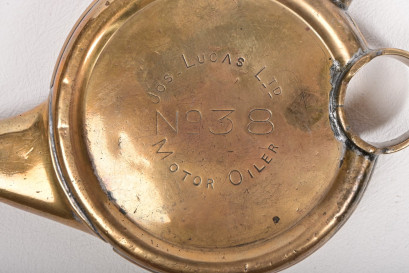 Jos. Lucas. Ltd
No 38
Motor Oiler